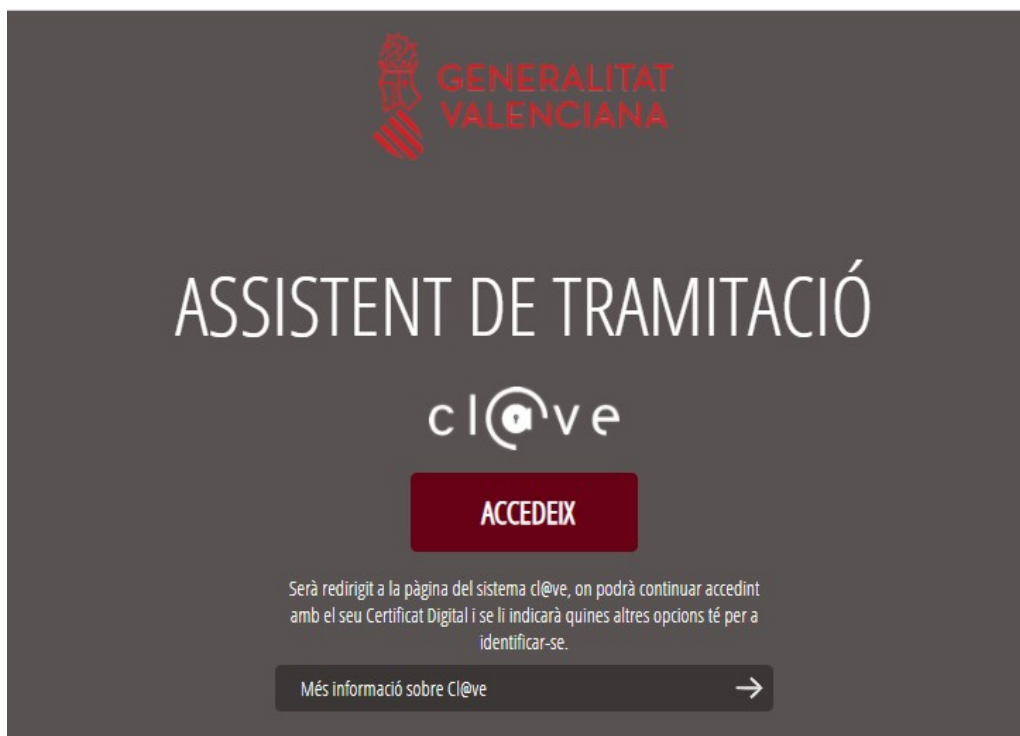 GENERALITAT
VALENCIANA
ASSISTENT DE TRAMITACIÓ
cl@ve
ACCEDEIX
Serà redirigit a la pàgina del sistema cl@ve, on podrà continuar accedint
amb el seu Certificat Digital i se li indicarà quines altres opcions té per a
identificar-se.
Més informació sobre Cl@ve